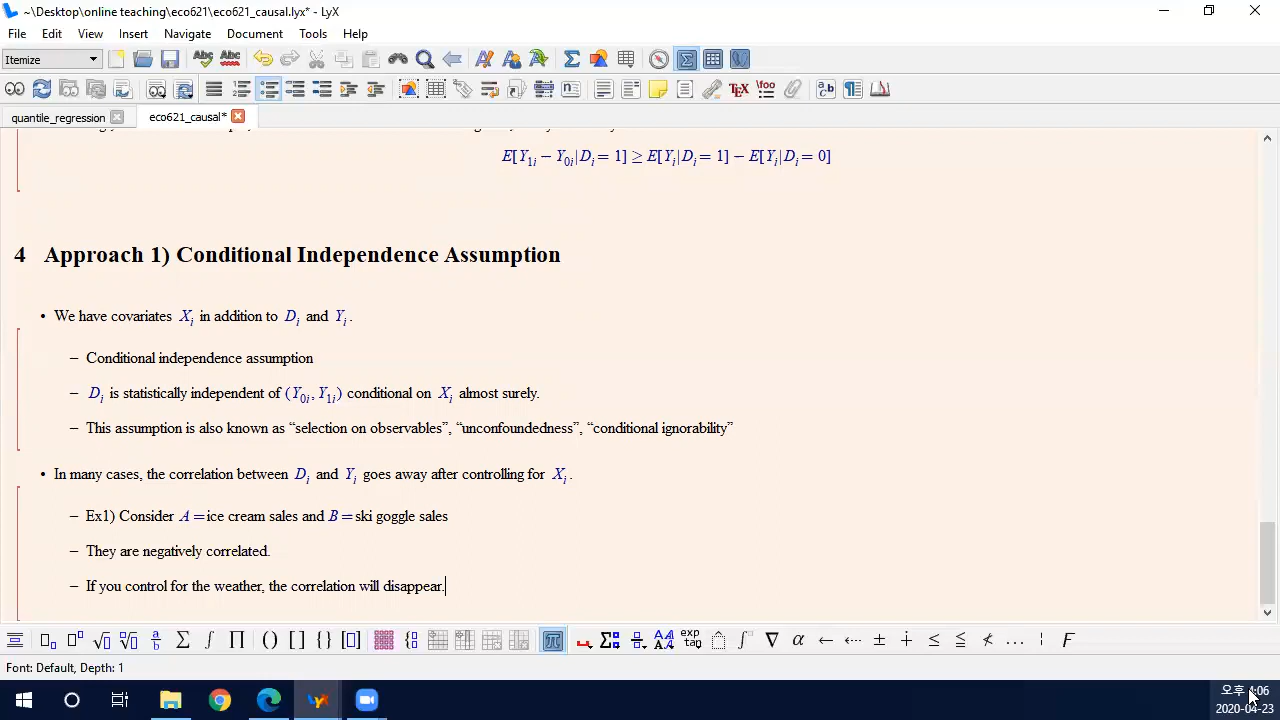 ~\Desktop\online teaching\eco621\eco621_causal.lyx* - LyX
File Edit View Insert Navigate Document Tools Help
Itemize
quantile_regression eco621_causal*
E[Y1i − Y0i|Di = 1] ≥ E[Yi|Di = 1] − E[Yi|Di = 0]
4 Approach 1) Conditional Independence Assumption
• We have covariates Xi in addition to Di and Yi.
– Conditional independence assumption
– Di is statistically independent of (Y0i, Y1i) conditional on Xi almost surely.
– This assumption is also known as “selection on observables”, “unconfoundedness”, “conditional ignorability”
• In many cases, the correlation between Di and Yi goes away after controlling for Xi.
– Ex1) Consider A = ice cream sales and B = ski goggle sales
– They are negatively correlated.
– If you control for the weather, the correlation will disappear.
Font: Default, Depth: 1
오후 4:06
2020-04-23